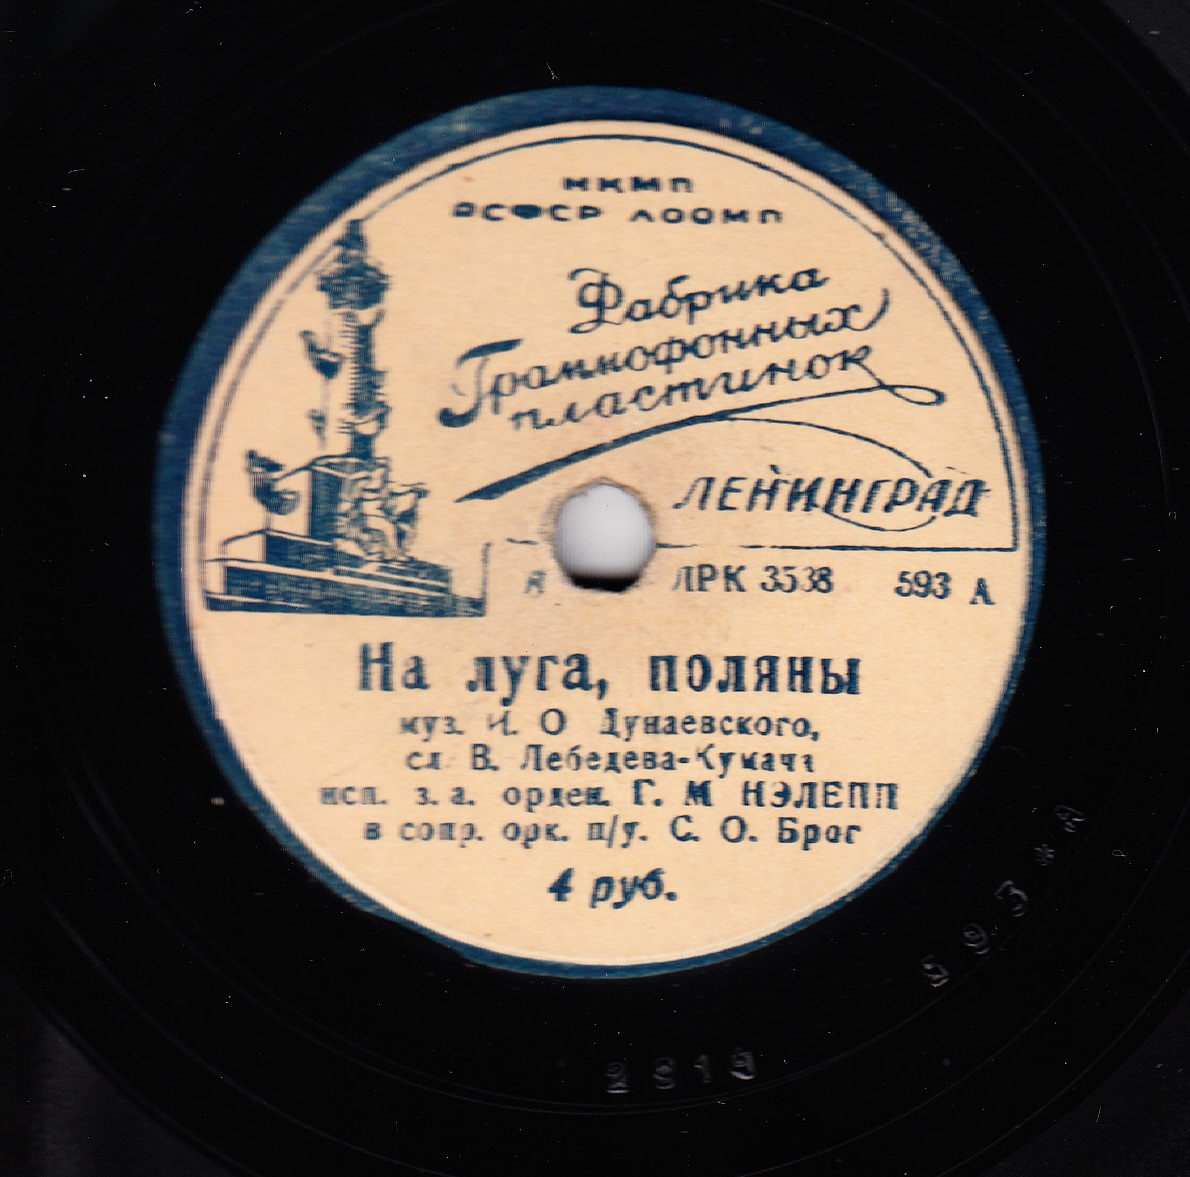 НКМП
РСФСР ЛООМП
Фабрика
Граммофонных
пластинок
ЛЕНИНГРАД
ЛРК 3538 593 А
На луга, поляны
муз. И. О Дунаевского,
сл. В. Лебедева-Кумача
исп. з. а. орден. Г. М НЭЛЕПП
в сопр. орк. п/у. С. О. Брог
4 руб.
593*А